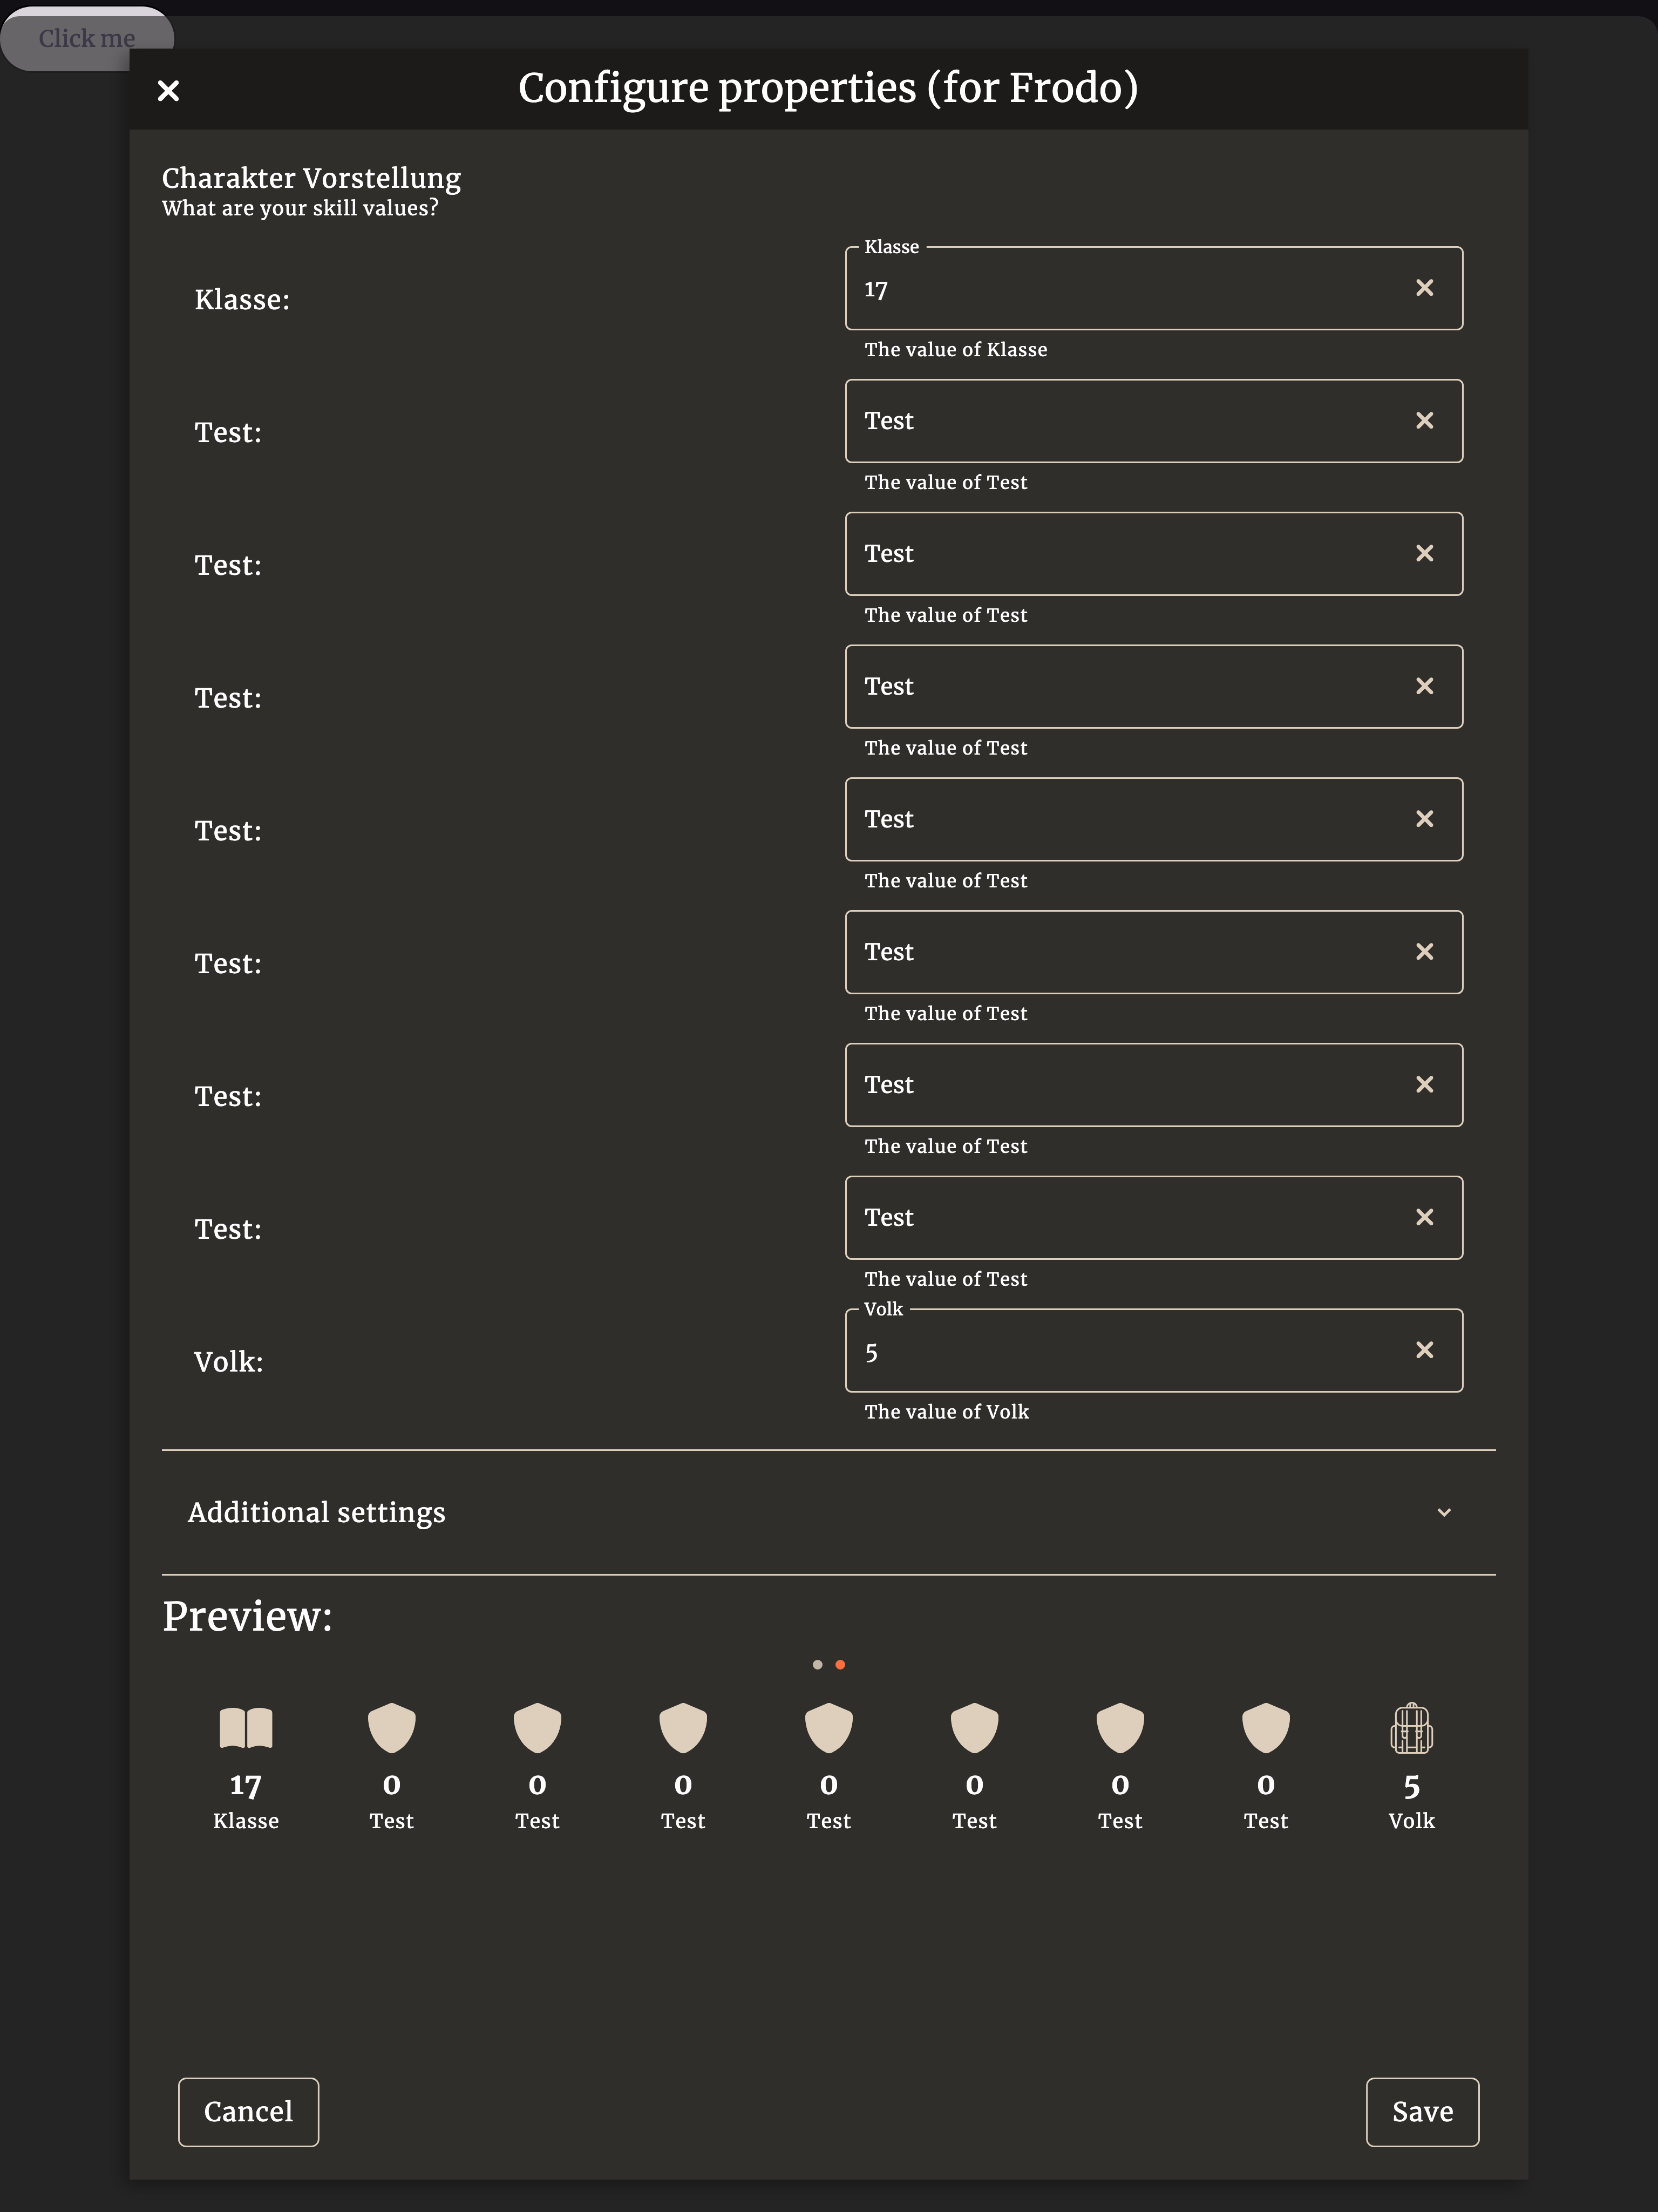 Click me
Configure properties (for Frodo)
Charakter Vorstellung
What are your skill values?
Klasse
Klasse:
17
The value of Klasse
Test:
Test
The value of Test
Test:
Test
The value of Test
Test:
Test
The value of Test
Test:
Test
The value of Test
Test:
Test
The value of Test
Test:
Test
The value of Test
Test:
Test
The value of Test
Volk
Volk:
5
The value of Volk
Additional settings
Preview:
17 0 0 0 0 0 0 0 5
Klasse Test Test Test Test Test Test Test Volk
Cancel Save